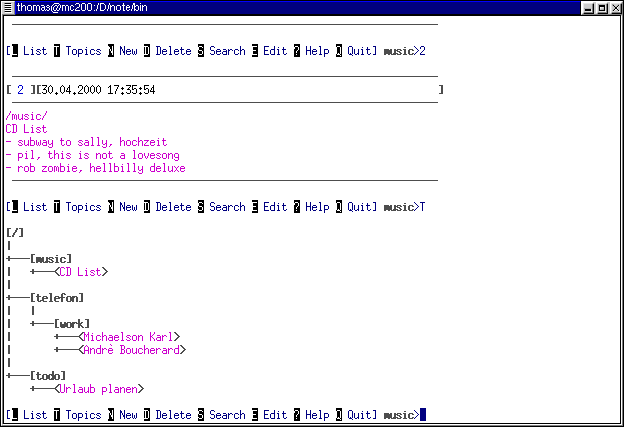 thomas@mc200:/D/note/bin
[L List T Topics N New D Delete S Search E Edit ? Help Q Quit] music>2
[ 2 ][30.04.2000 17:35:54 ]
/music/
CD List
- subway to sally, hochzeit
- pil, this is not a lovesong
- rob zombie, hellbilly deluxe
[L List T Topics N New D Delete S Search E Edit ? Help Q Quit] music>T
[/]
|
+---[music]
|   +---<CD List>
|
+---[telefon]
|   |
|   +---[work]
|       +---<Michaelson Karl>
|       +---<Andrè Boucherard>
|
+---[todo]
    +---<Urlaub planen>
[L List T Topics N New D Delete S Search E Edit ? Help Q Quit] music>